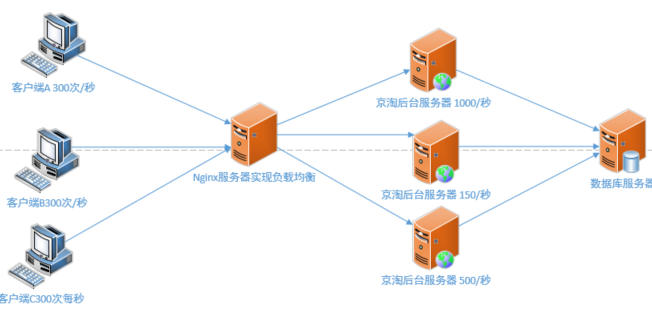 客户端A 300次/秒
京淘后台服务器 1000/秒
Nginx服务器实现负载均衡
数据库服务器
客户端B300次/秒
京淘后台服务器 150/秒
京淘后台服务器 500/秒
客户端C300次每秒